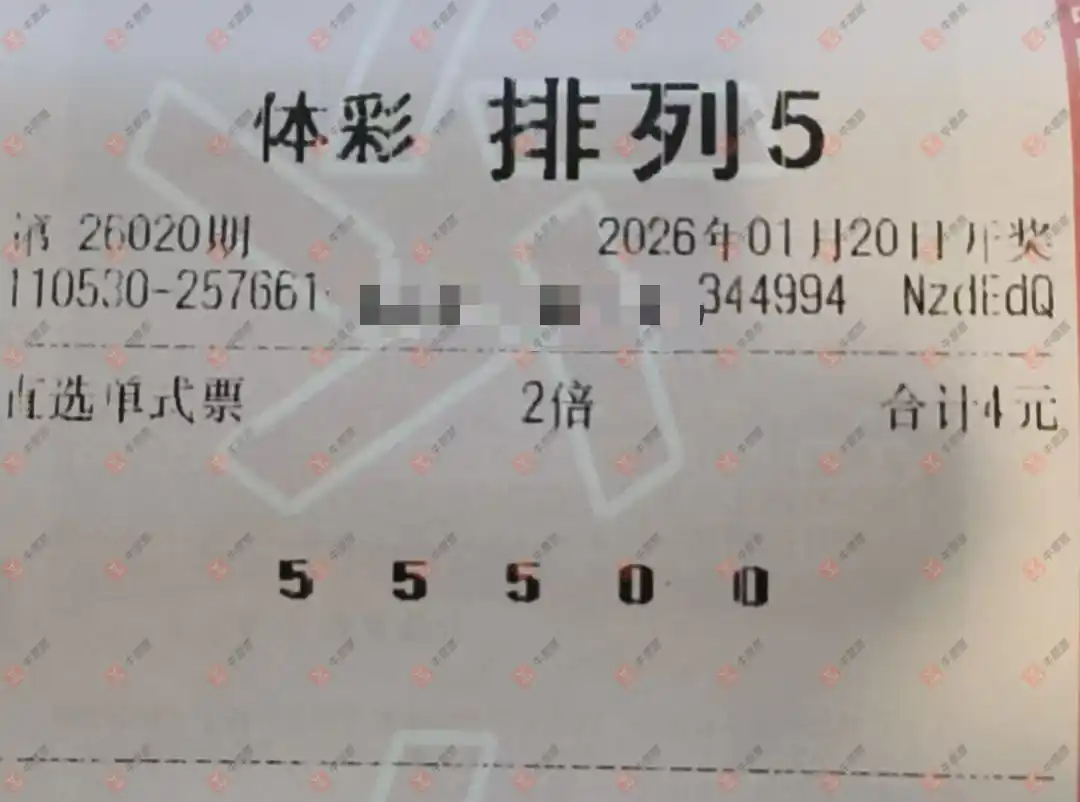 体彩 排列5
第 26020期 2026年01月20日开奖
110530-257661 344994 NzdEdQ
直选单式票 2倍 合计4元
5 5 5 0 0